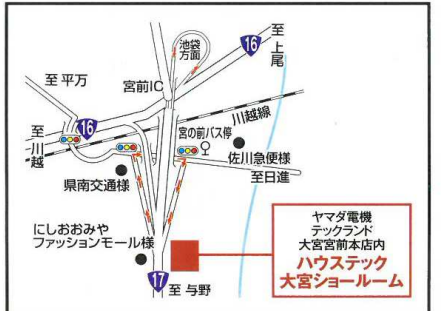 池袋
方面
16
至上尾
至 平方
宮前IC
川越線
16
至川越
宮の前バス停
佐川急便様
至日進
県南交通様
にしおおみや
ファッションモール様
17
至 与野
ヤマダ電機
テックランド
大宮宮前本店内
ハウステック
大宮ショールーム